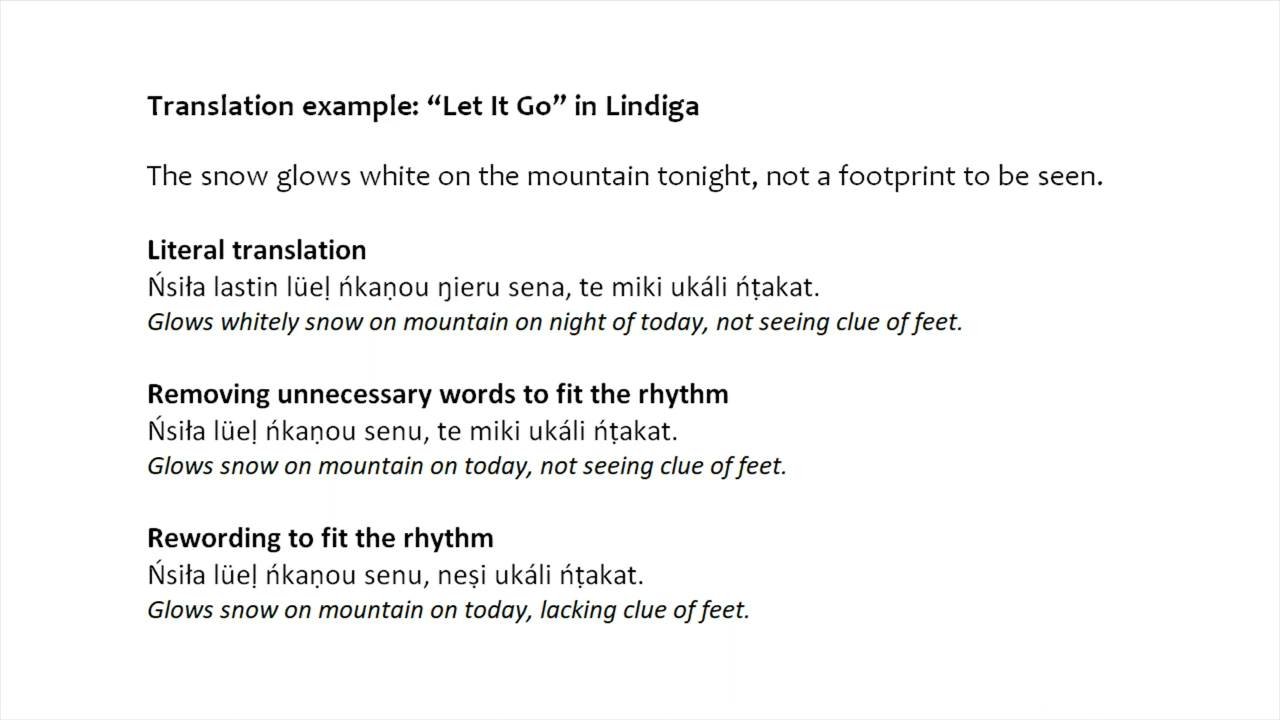 Translation example: “Let It Go” in Lindiga
The snow glows white on the mountain tonight, not a footprint to be seen.
Literal translation
Ńsiła lastin lüeḷ ńkaṇou ŋieru sena, te miki ukáli ńṭakat.
Glows whitely snow on mountain on night of today, not seeing clue of feet.
Removing unnecessary words to fit the rhythm
Ńsiła lüeḷ ńkaṇou senu, te miki ukáli ńṭakat.
Glows snow on mountain on today, not seeing clue of feet.
Rewording to fit the rhythm
Ńsiła lüeḷ ńkaṇou senu, neṣi ukáli ńṭakat.
Glows snow on mountain on today, lacking clue of feet.